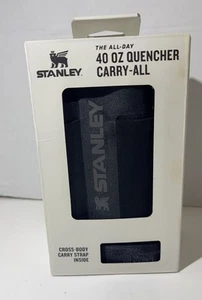 STANLEY
THE ALL-DAY
40 OZ QUENCHER
CARRY-ALL
STANLEY
CROSS-BODY
CARRY STRAP
INSIDE